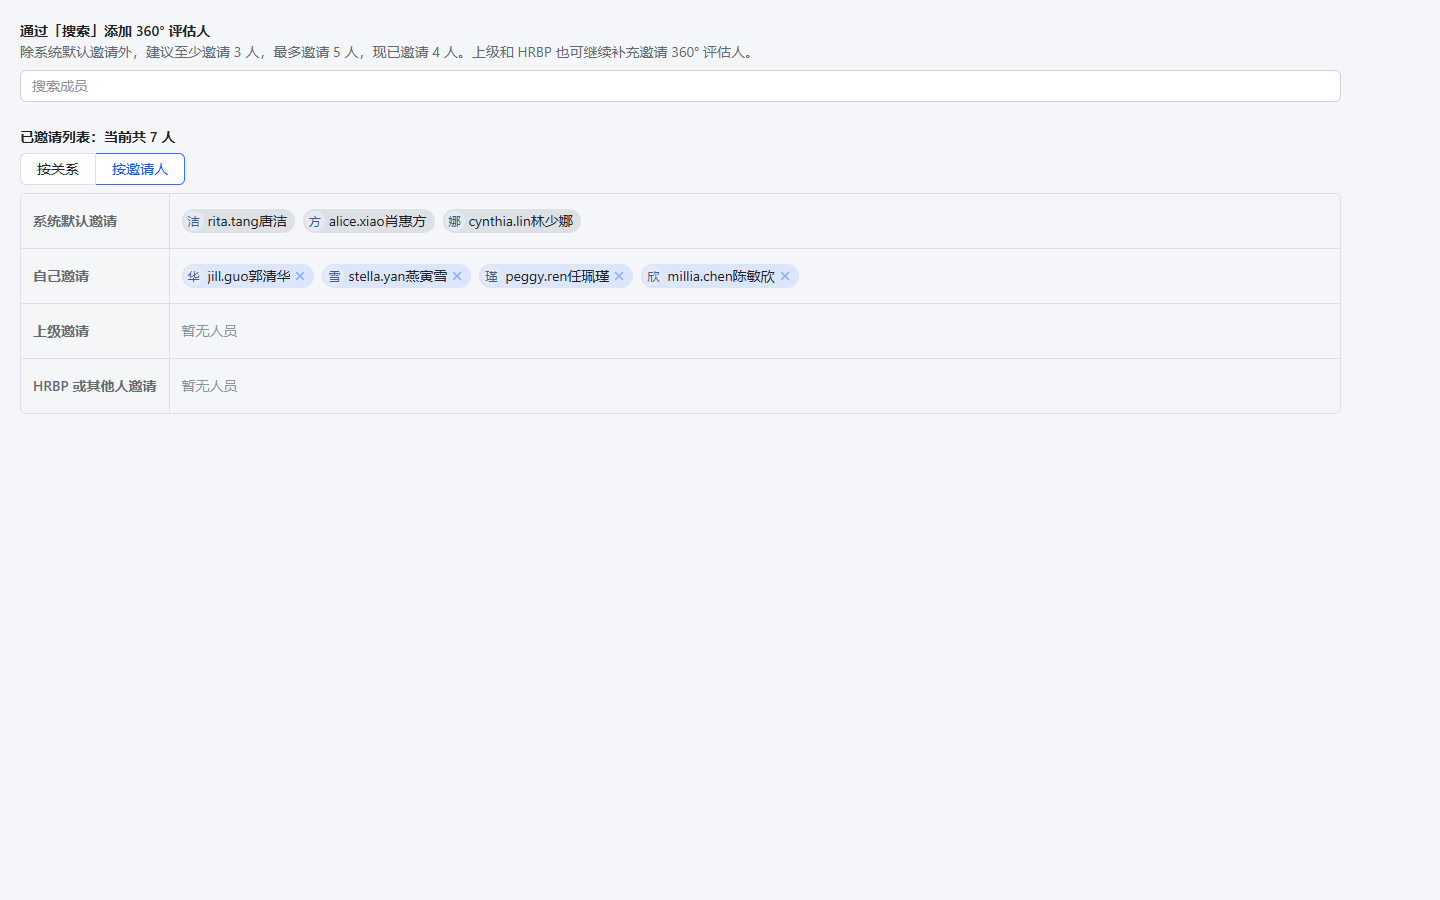 通过「搜索」添加 360° 评估人
除系统默认邀请外，建议至少邀请 3 人，最多邀请 5 人，现已邀请 4 人。上级和 HRBP 也可继续补充邀请 360° 评估人。
搜索成员
已邀请列表：当前共 7 人
按关系 按邀请人
系统默认邀请 洁 rita.tang唐洁 方 alice.xiao肖惠方 娜 cynthia.lin林少娜
自己邀请 华 jill.guo郭清华 × 雪 stella.yan燕寅雪 × 瑾 peggy.ren任珮瑾 × 欣 millia.chen陈敏欣 ×
上级邀请 暂无人员
HRBP 或其他人邀请 暂无人员